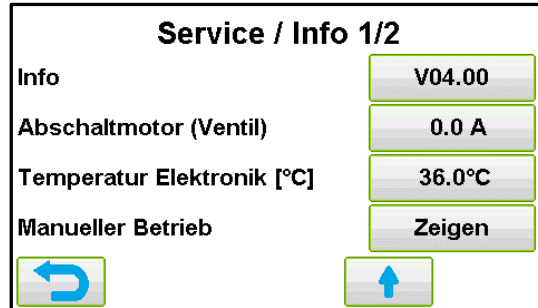 Service / Info 1/2
Info V04.00
Abschaltmotor (Ventil) 0.0 A
Temperatur Elektronik [°C] 36.0°C
Manueller Betrieb Zeigen